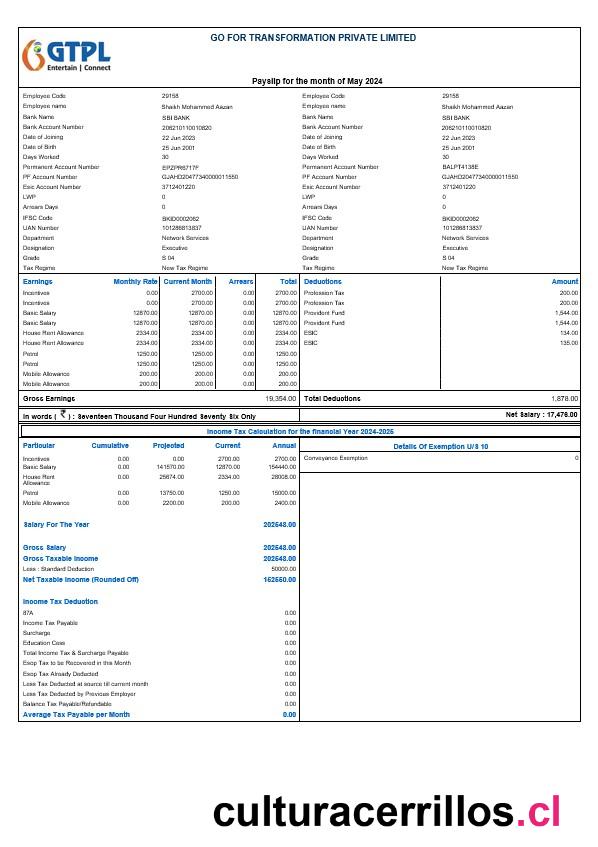 GO FOR TRANSFORMATION PRIVATE LIMITED
GTPL
Entertain | Connect
Payslip for the month of May 2024
Employee Code 29158 Employee Code 29158
Employee name Shaikh Mohammed Aazan Employee name Shaikh Mohammed Aazan
Bank Name SBI BANK Bank Name SBI BANK
Bank Account Number 206210110010820 Bank Account Number 206210110010820
Date of Joining 22 Jun 2023 Date of Joining 22 Jun 2023
Date of Birth 25 Jun 2001 Date of Birth 25 Jun 2001
Days Worked 30 Days Worked 30
Permanent Account Number EPZPR6717F Permanent Account Number BALPT4138E
PF Account Number GJAHD20477340000011550 PF Account Number GJAHD20477340000011550
Esic Account Number 3712401220 Esic Account Number 3712401220
LWP 0 LWP 0
Arrears Days 0 Arrears Days 0
IFSC Code BKID0002062 IFSC Code BKID0002062
UAN Number 101286813837 UAN Number 101286813837
Department Network Services Department Network Services
Designation Executive Designation Executive
Grade S 04 Grade S 04
Tax Regime New Tax Regime Tax Regime New Tax Regime
Earnings Monthly Rate Current Month Arrears Total Deductions Amount
Incentives 0.00 2700.00 0.00 2700.00 Profession Tax 200.00
Incentives 0.00 2700.00 0.00 2700.00 Profession Tax 200.00
Basic Salary 12870.00 12870.00 0.00 12870.00 Provident Fund 1,544.00
Basic Salary 12870.00 12870.00 0.00 12870.00 Provident Fund 1,544.00
House Rent Allowance 2334.00 2334.00 0.00 2334.00 ESIC 134.00
House Rent Allowance 2334.00 2334.00 0.00 2334.00 ESIC 135.00
Petrol 1250.00 1250.00 0.00 1250.00
Petrol 1250.00 1250.00 0.00 1250.00
Mobile Allowance 200.00 200.00 0.00 200.00
Mobile Allowance 200.00 200.00 0.00 200.00
Gross Earnings 19,354.00 Total Deductions 1,878.00
In words ( ₹ ) : Seventeen Thousand Four Hundred Seventy Six Only Net Salary : 17,476.00
Income Tax Calculation for the financial Year 2024-2025
Particular Cumulative Projected Current Annual Details Of Exemption U/S 10
Incentives 0.00 0.00 2700.00 2700.00 Conveyance Exemption 0
Basic Salary 0.00 141570.00 12870.00 154440.00
House Rent Allowance 0.00 25674.00 2334.00 28008.00
Petrol 0.00 13750.00 1250.00 15000.00
Mobile Allowance 0.00 2200.00 200.00 2400.00
Salary For The Year 202548.00
Gross Salary 202548.00
Gross Taxable Income 202548.00
Less : Standard Deduction 50000.00
Net Taxable Income (Rounded Off) 152550.00
Income Tax Deduction
87A 0.00
Income Tax Payable 0.00
Surcharge 0.00
Education Cess 0.00
Total Income Tax & Surcharge Payable 0.00
Esop Tax to be Recovered in this Month 0.00
Esop Tax Already Deducted 0.00
Less Tax Deducted at source till current month 0.00
Less Tax Deducted by Previous Employer 0.00
Balance Tax Payable/Refundable 0.00
Average Tax Payable per Month 0.00
culturacerrillos.cl